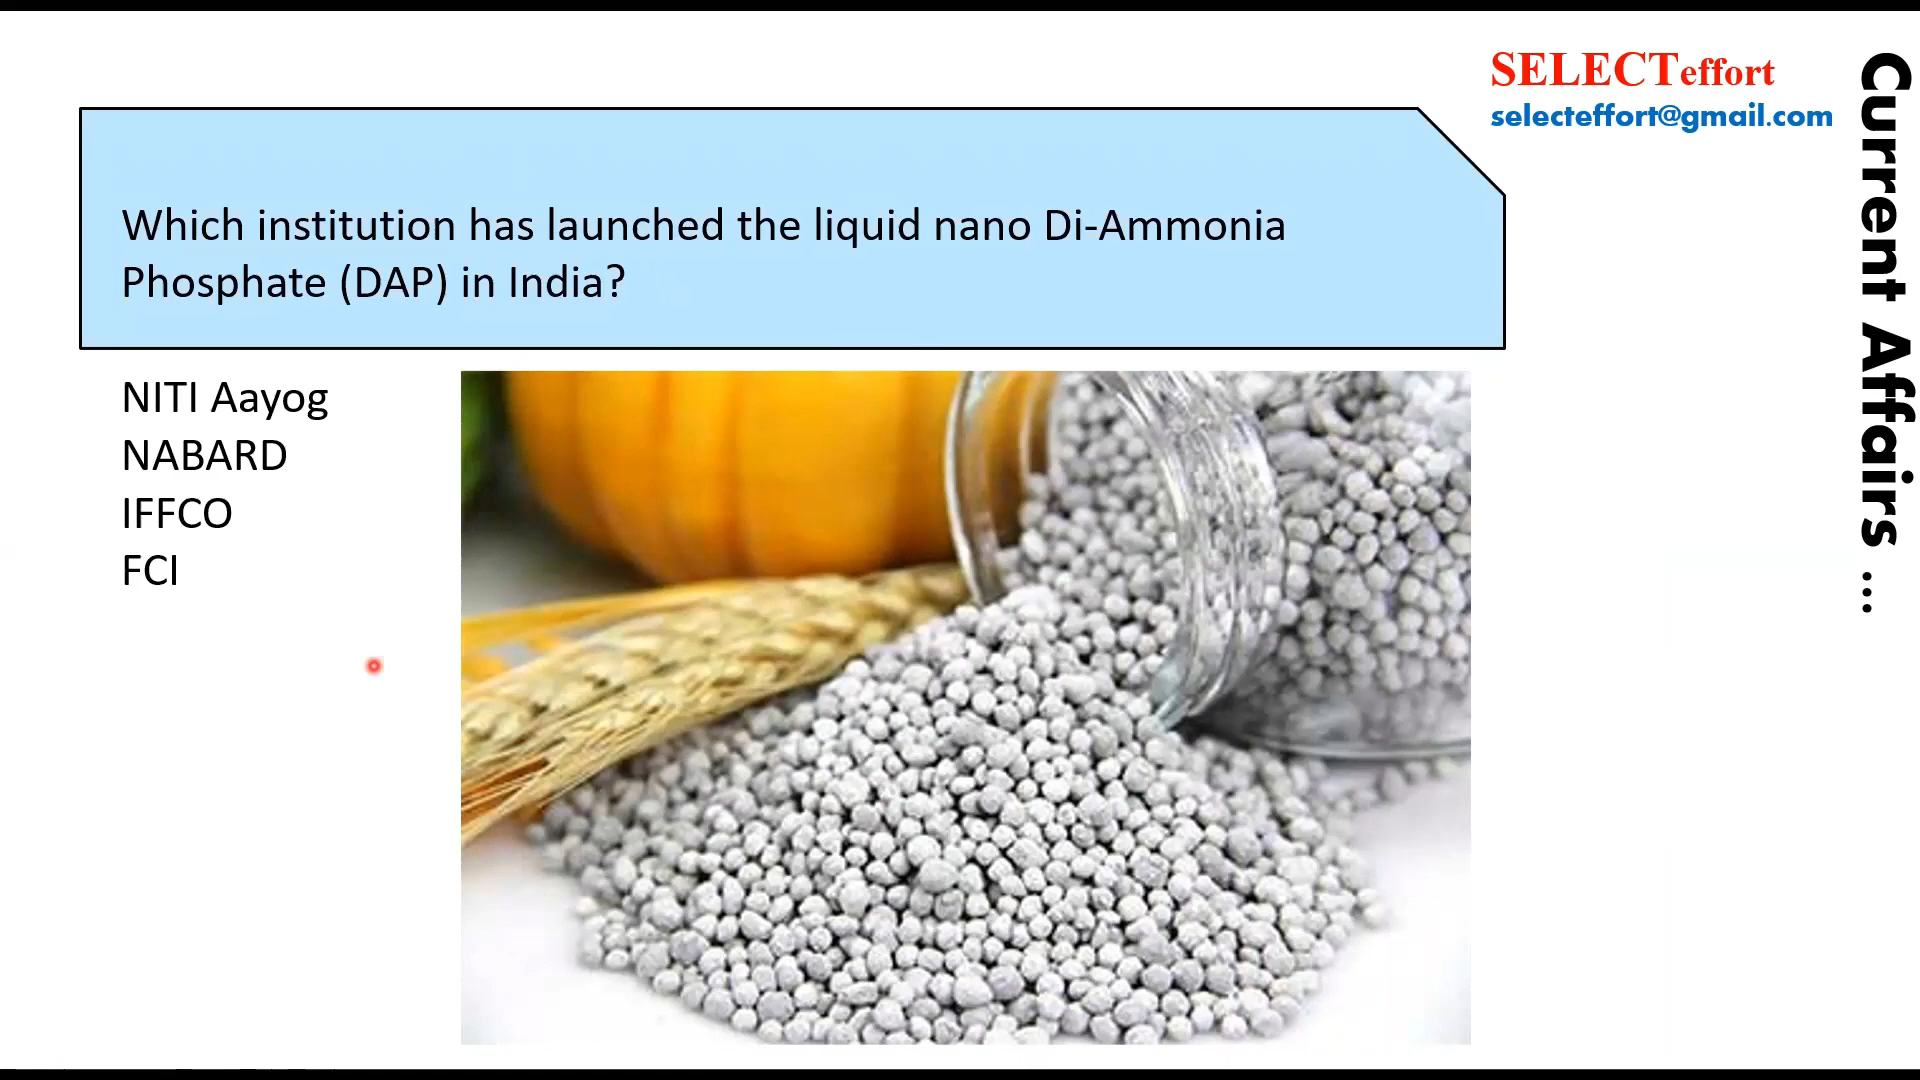 SELECTeffort
selecteffort@gmail.com
Which institution has launched the liquid nano Di-Ammonia
Phosphate (DAP) in India?
NITI Aayog
NABARD
IFFCO
FCI
Current Affairs ...